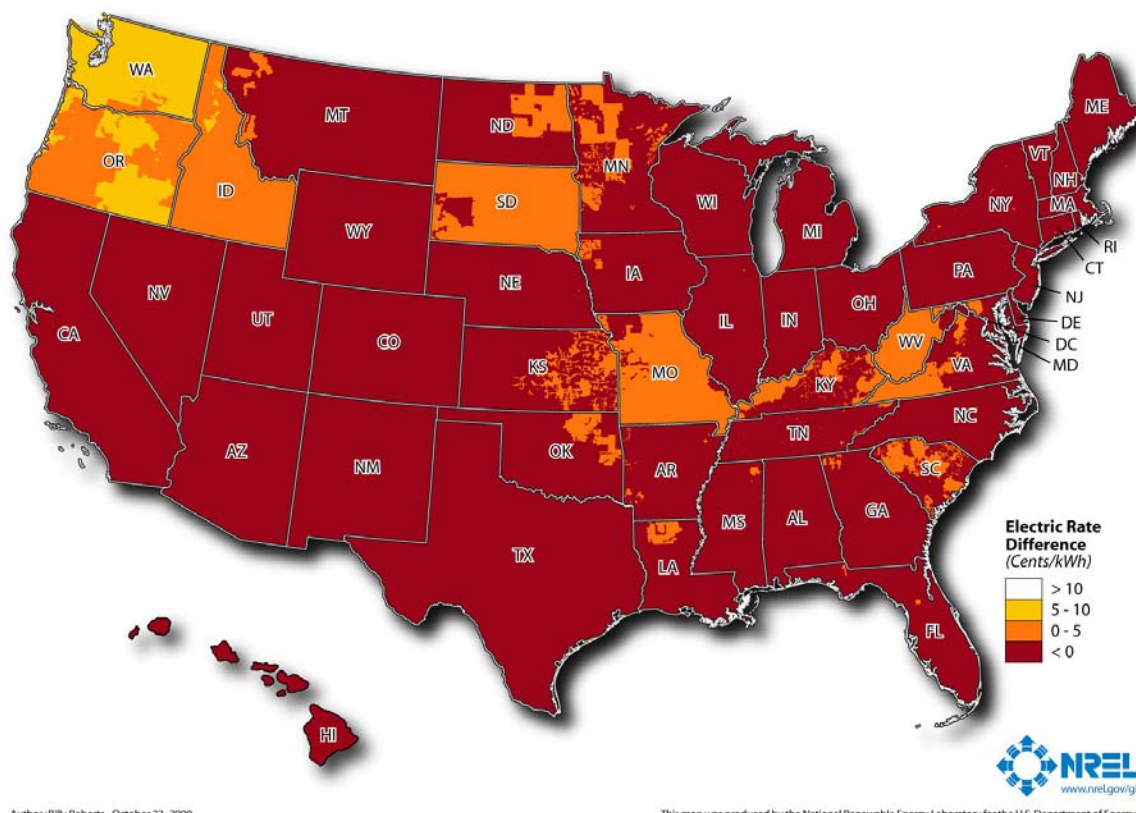 WA
MT
ND
MN
ME
OR
ID
SD
WI
VT
NH
NY
MA
WY
MI
RI
CT
IA
PA
NE
NJ
NV
OH
UT
IL
IN
DE
CA
CO
WV
DC
KS
MO
VA
MD
KY
NC
TN
AZ
NM
OK
AR
SC
MS
AL
GA
TX
LA
FL
HI
Electric Rate
Difference
(Cents/kWh)
> 10
5 - 10
0 - 5
< 0
NREL
www.nrel.gov/g